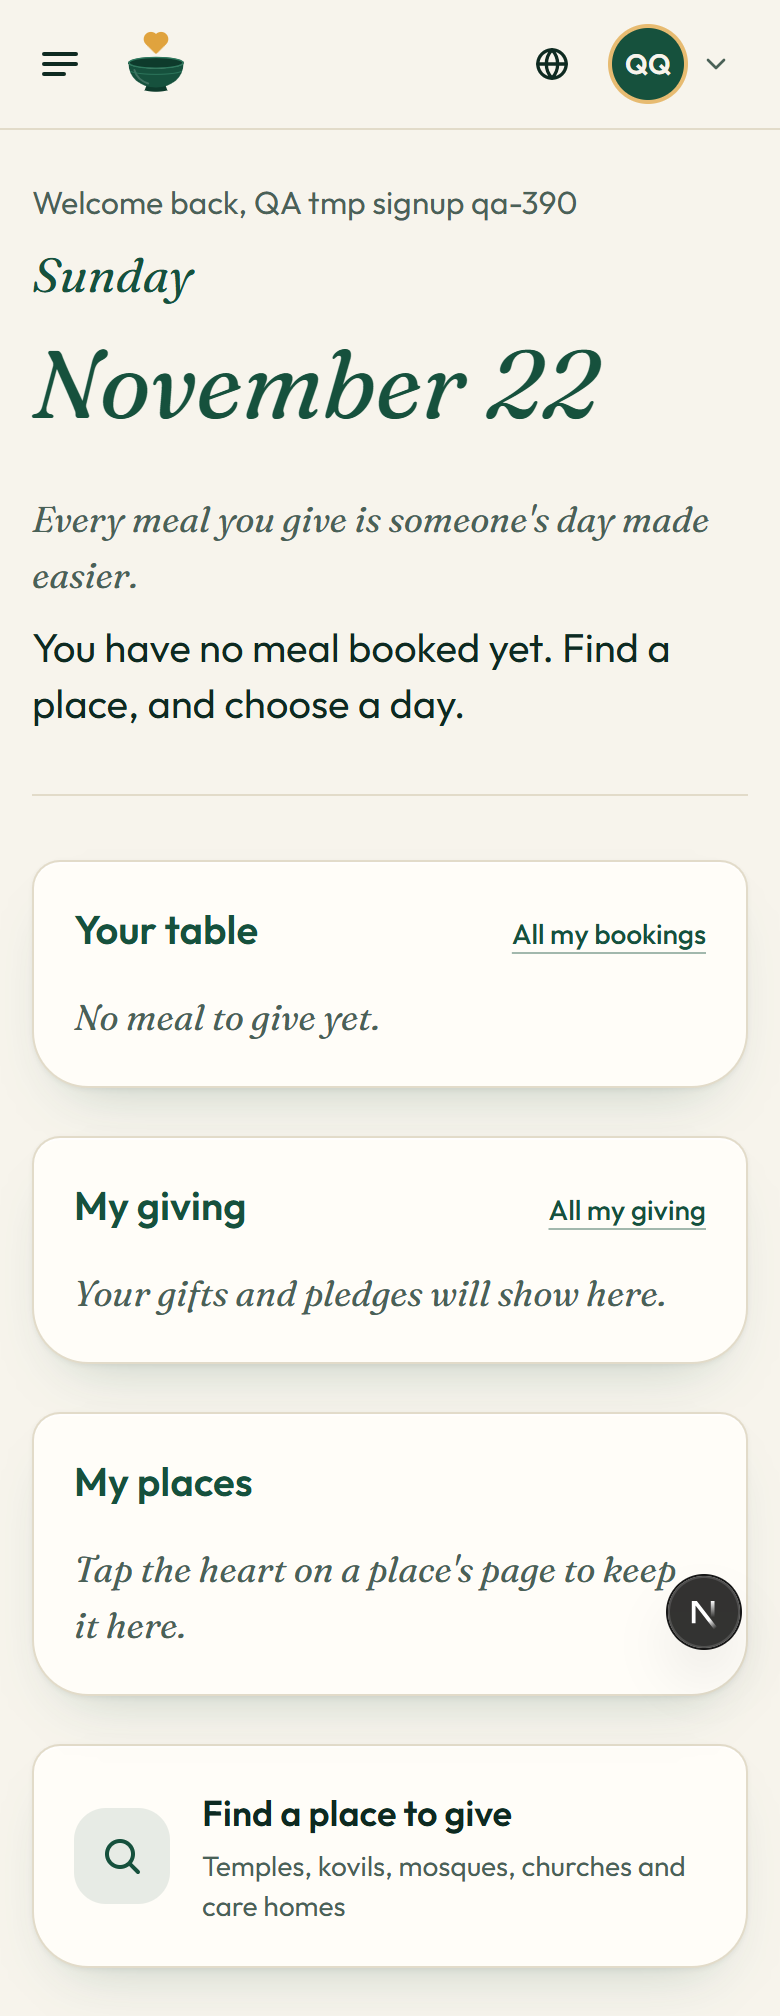 QQ
Welcome back, QA tmp signup qa-390
Sunday
November 22
Every meal you give is someone's day made
easier.
You have no meal booked yet. Find a
place, and choose a day.
Your table
All my bookings
No meal to give yet.
My giving
All my giving
Your gifts and pledges will show here.
My places
Tap the heart on a place's page to keep
it here.
N
Find a place to give
Temples, kovils, mosques, churches and
care homes